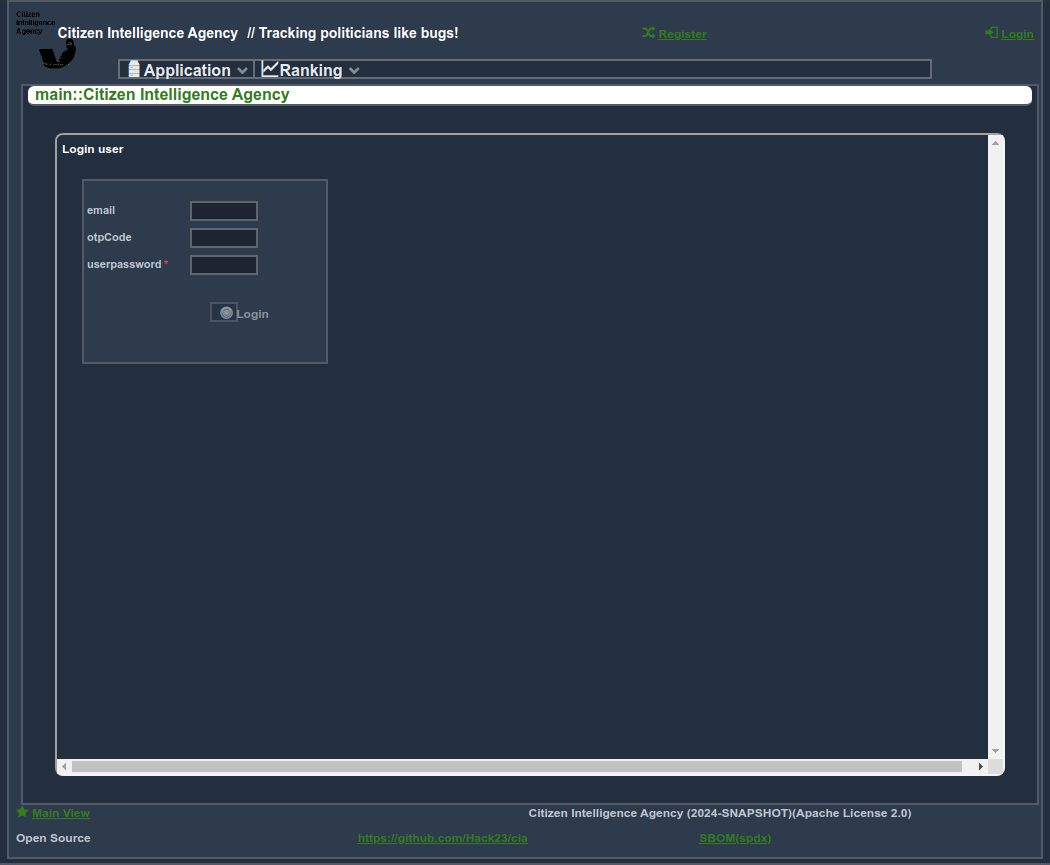 Citizen
Intelligence
Agency
Citizen Intelligence Agency // Tracking politicians like bugs!
Register
Login
Application
Ranking
main::Citizen Intelligence Agency
Login user
email
otpCode
userpassword *
Login
Main View
Citizen Intelligence Agency (2024-SNAPSHOT)(Apache License 2.0)
Open Source
https://github.com/Hack23/cia
SBOM(spdx)